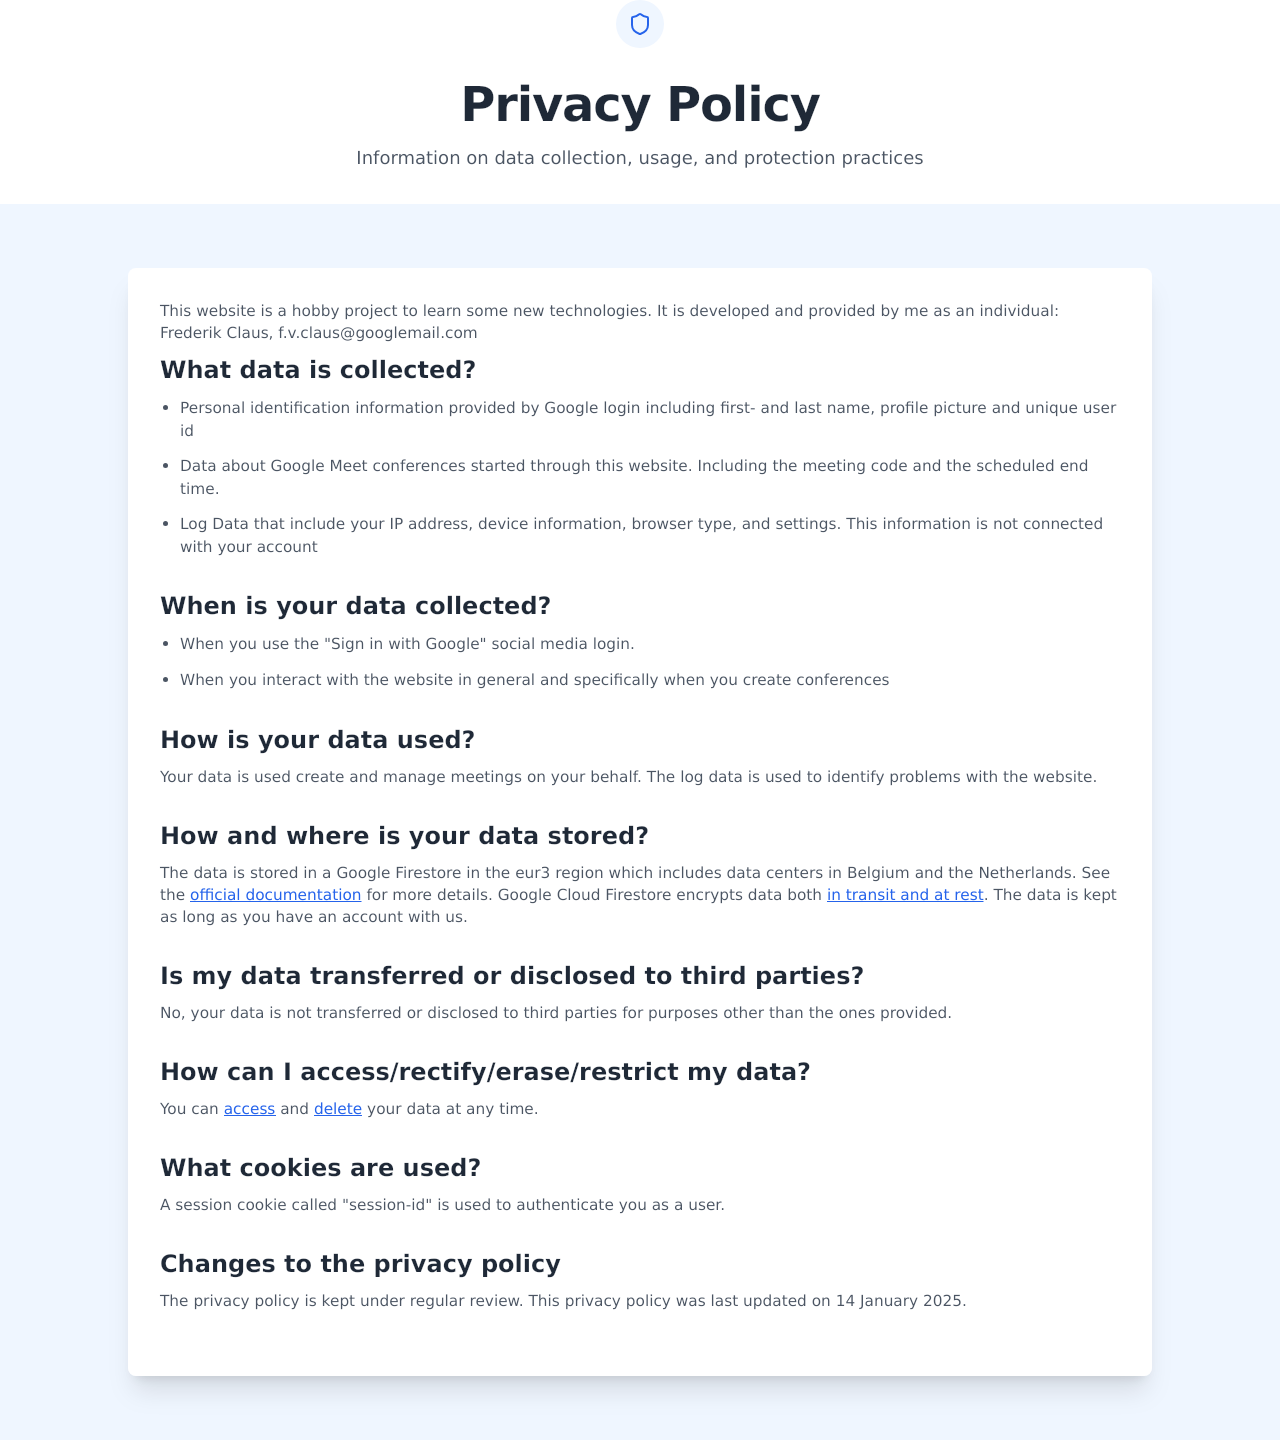 Privacy Policy
Information on data collection, usage, and protection practices
This website is a hobby project to learn some new technologies. It is developed and provided by me as an individual:
Frederik Claus, f.v.claus@googlemail.com
What data is collected?
• Personal identification information provided by Google login including first- and last name, profile picture and unique user
id
• Data about Google Meet conferences started through this website. Including the meeting code and the scheduled end
time.
• Log Data that include your IP address, device information, browser type, and settings. This information is not connected
with your account
When is your data collected?
• When you use the "Sign in with Google" social media login.
• When you interact with the website in general and specifically when you create conferences
How is your data used?
Your data is used create and manage meetings on your behalf. The log data is used to identify problems with the website.
How and where is your data stored?
The data is stored in a Google Firestore in the eur3 region which includes data centers in Belgium and the Netherlands. See
the official documentation for more details. Google Cloud Firestore encrypts data both in transit and at rest. The data is kept
as long as you have an account with us.
Is my data transferred or disclosed to third parties?
No, your data is not transferred or disclosed to third parties for purposes other than the ones provided.
How can I access/rectify/erase/restrict my data?
You can access and delete your data at any time.
What cookies are used?
A session cookie called "session-id" is used to authenticate you as a user.
Changes to the privacy policy
The privacy policy is kept under regular review. This privacy policy was last updated on 14 January 2025.